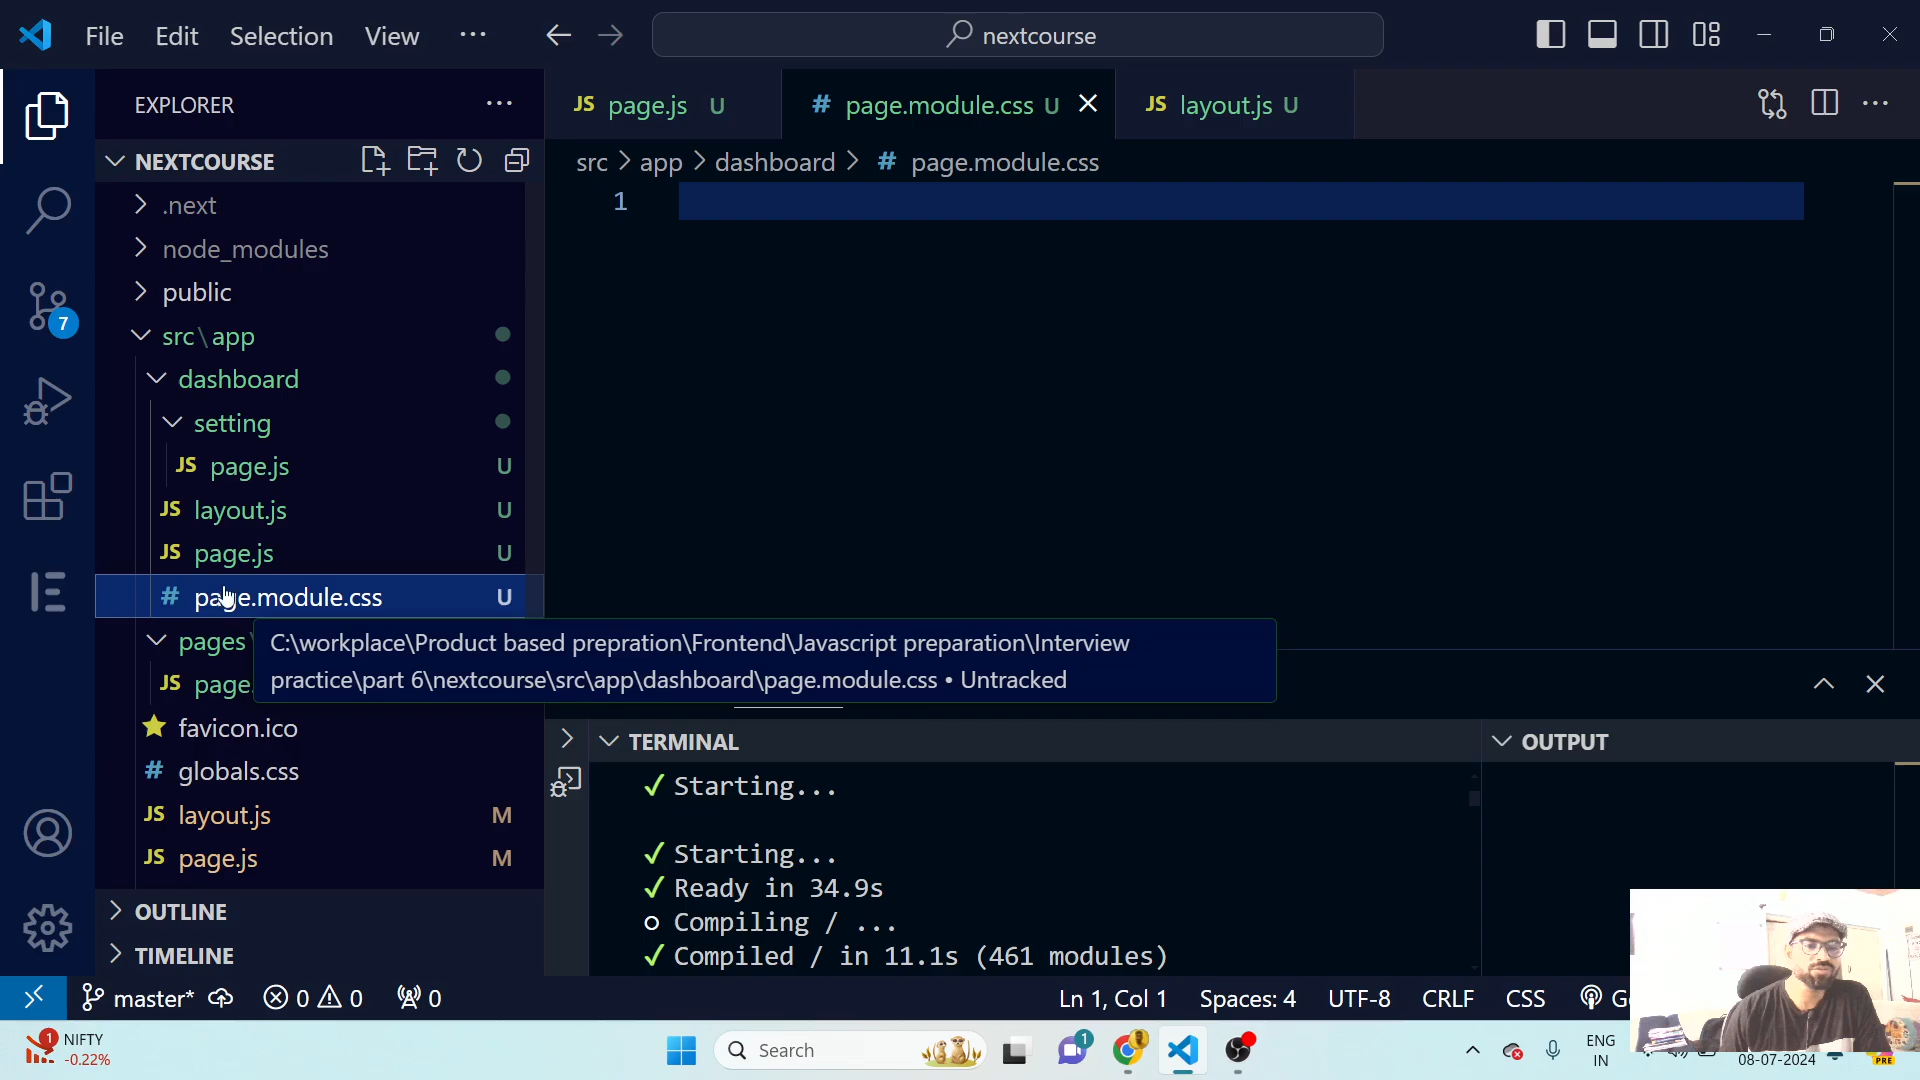 File Edit Selection View ··· nextcourse
EXPLORER ···
JS page.js U # page.module.css U JS layout.js U ···
NEXTCOURSE
src > app > dashboard > # page.module.css
1
.next
node_modules
public
src\app
dashboard
setting
JS page.js U
JS layout.js U
JS page.js U
# page.module.css U
pages
JS page.
C:\workplace\Product based prepration\Frontend\Javascript preparation\Interview
practice\part 6\nextcourse\src\app\dashboard\page.module.css • Untracked
favicon.ico
# globals.css
JS layout.js M
JS page.js M
OUTLINE
TIMELINE
7
TERMINAL
OUTPUT
✓ Starting...
✓ Starting...
✓ Ready in 34.9s
○ Compiling / ...
✓ Compiled / in 11.1s (461 modules)
master* 0 0 0 Ln 1, Col 1 Spaces: 4 UTF-8 CRLF CSS
1 NIFTY
-0.22%
Search
1
ENG
IN
08-07-2024
PRE